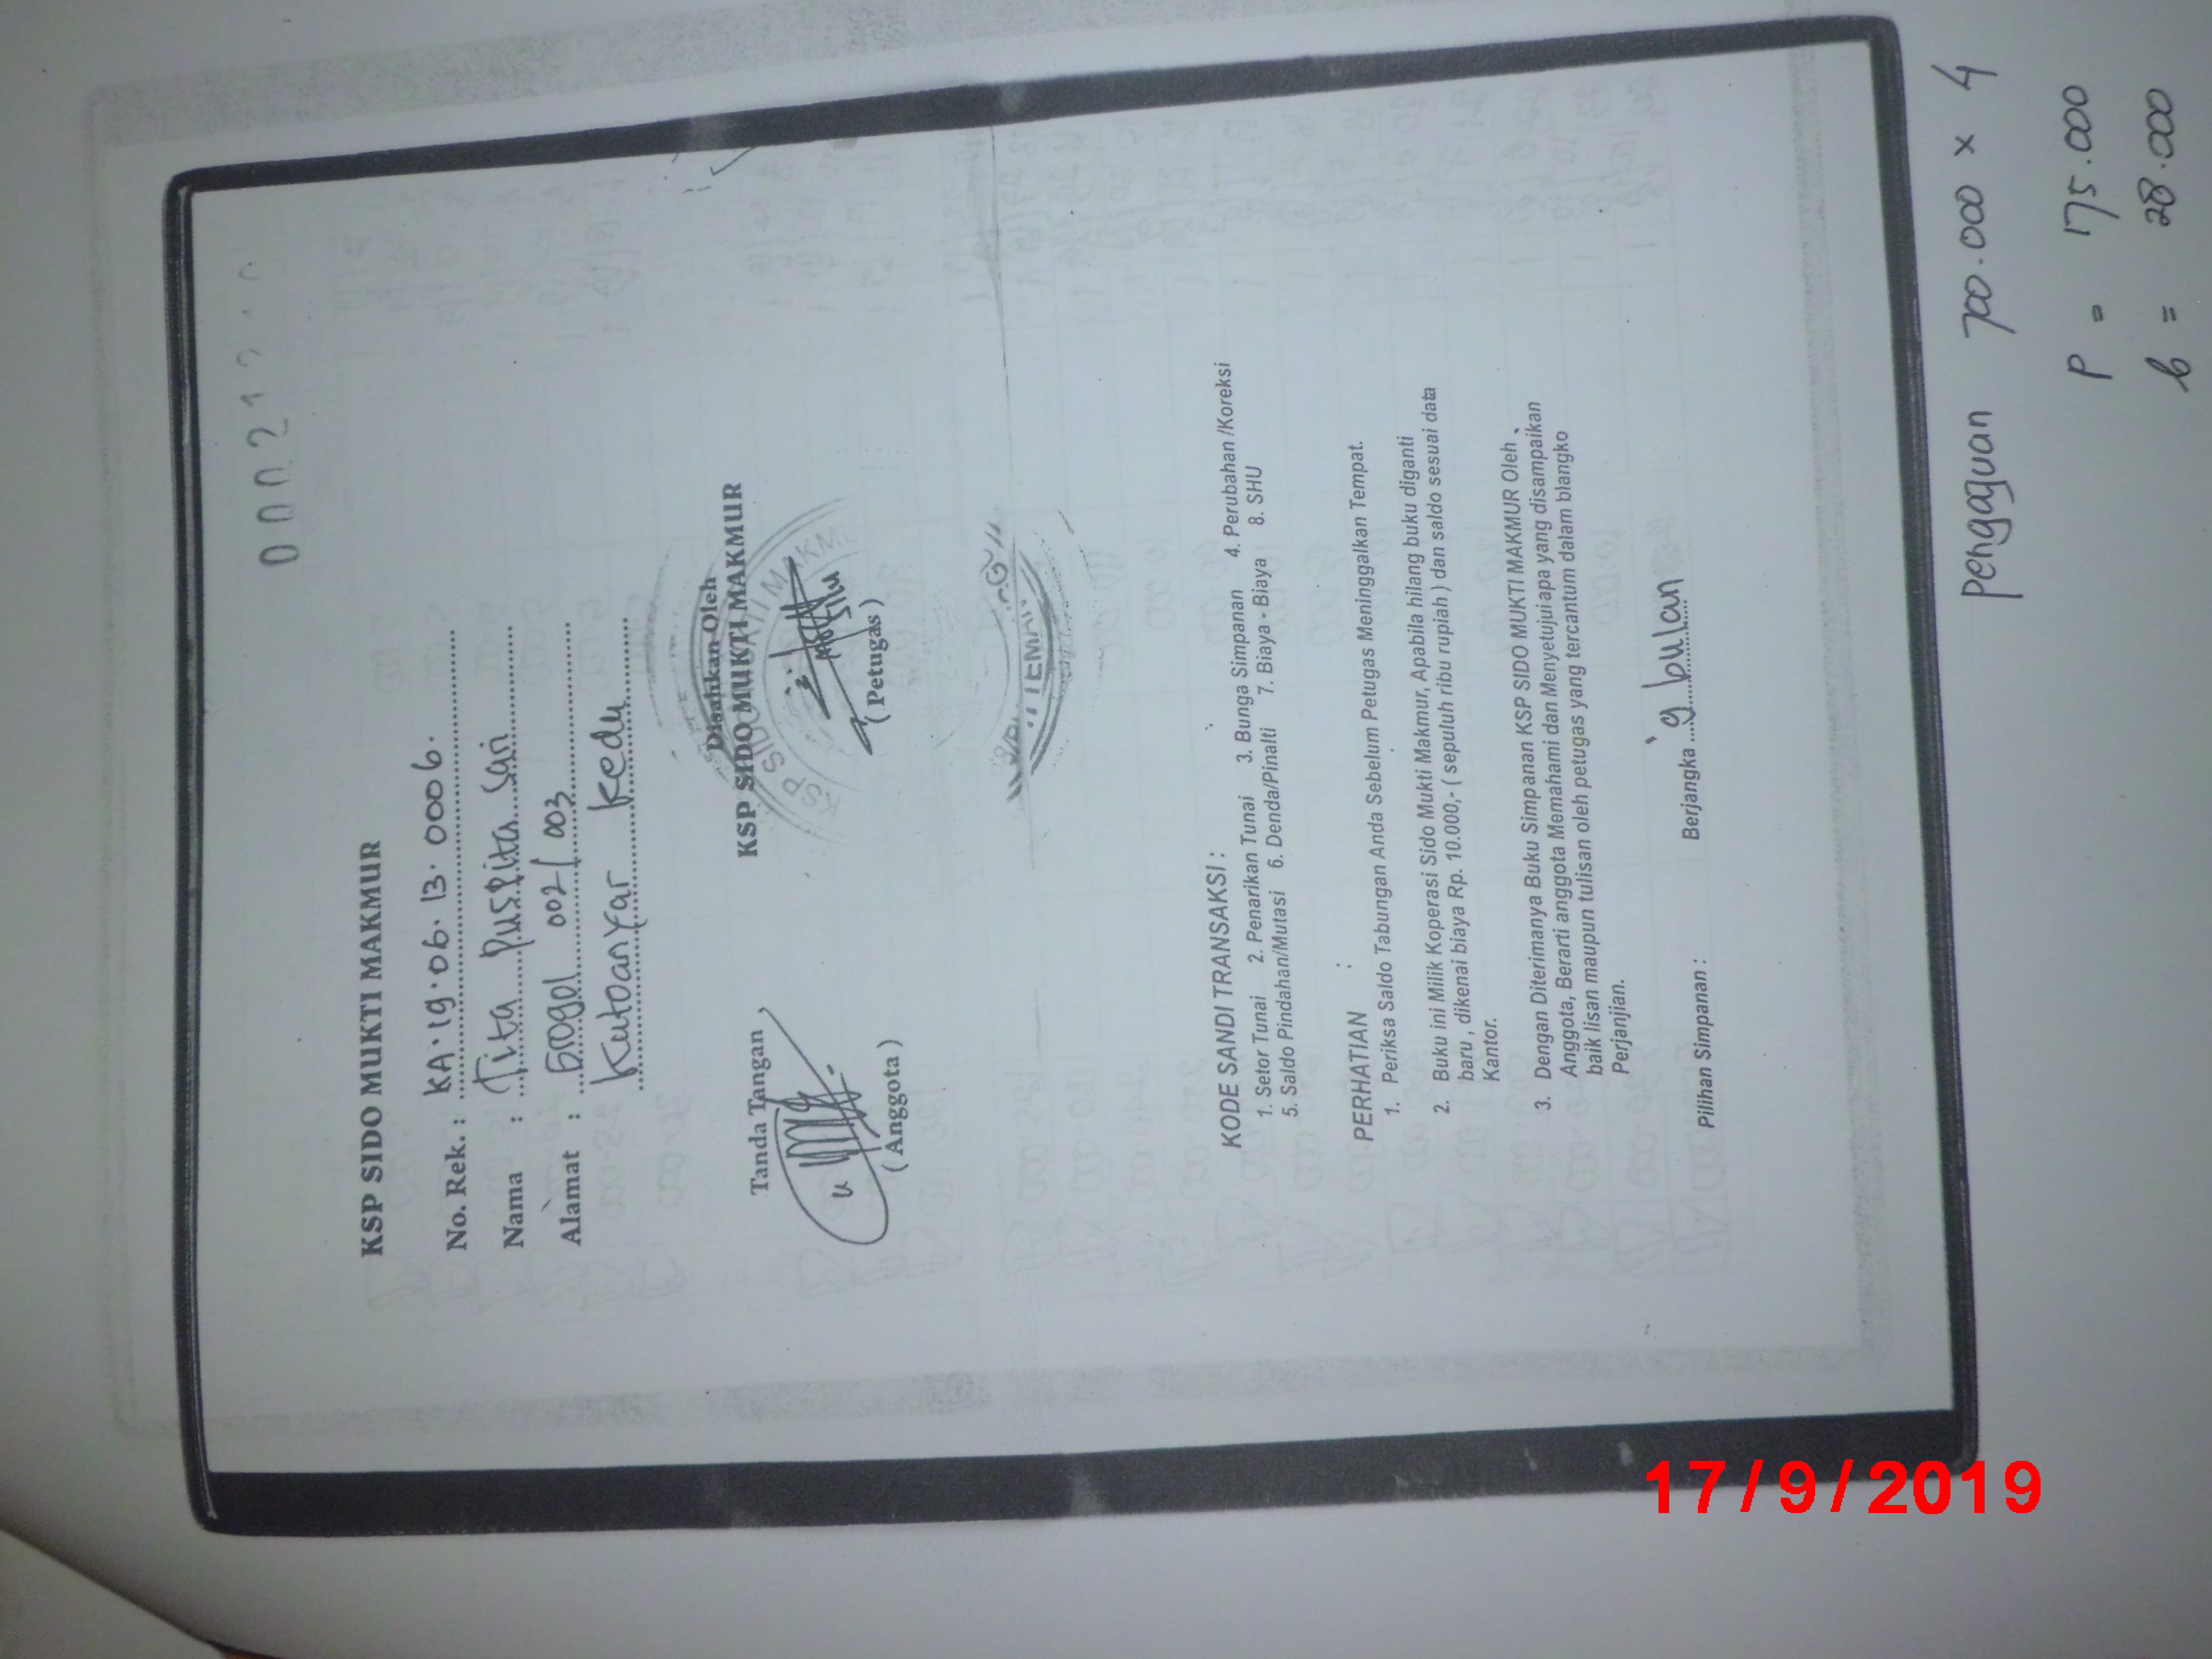 KSP SIDO MUKTI MAKMUR
No. Rek. : KA.19.06.13.0006.
Nama : Tita Puspita Sari
Alamat : Grogol 002/003
Kutoanyar Kedu
Tanda Tangan
Disahkan Oleh
KSP SIDO MUKTI MAKMUR
KSP SIDO MUKTI MAKMU
( Anggota )
( Petugas )
TEMAN
KODE SANDI TRANSAKSI :
1. Setor Tunai 2. Penarikan Tunai 3. Bunga Simpanan 4. Perubahan /Koreksi
5. Saldo Pindahan/Mutasi 6. Denda/Pinalti 7. Biaya - Biaya 8. SHU
PERHATIAN :
1. Periksa Saldo Tabungan Anda Sebelum Petugas Meninggalkan Tempat.
2. Buku ini Milik Koperasi Sido Mukti Makmur, Apabila hilang buku diganti
baru , dikenai biaya Rp. 10.000,- ( sepuluh ribu rupiah ) dan saldo sesuai data
Kantor.
3. Dengan Diterimanya Buku Simpanan KSP SIDO MUKTI MAKMUR Oleh
Anggota, Berarti anggota Memahami dan Menyetujui apa yang disampaikan
baik lisan maupun tulisan oleh petugas yang tercantum dalam blangko
Perjanjian.
Pilihan Simpanan : Berjangka 9 bulan
Pengajuan 700.000 x 4
P = 175.000
b = 28.000
17/9/2019